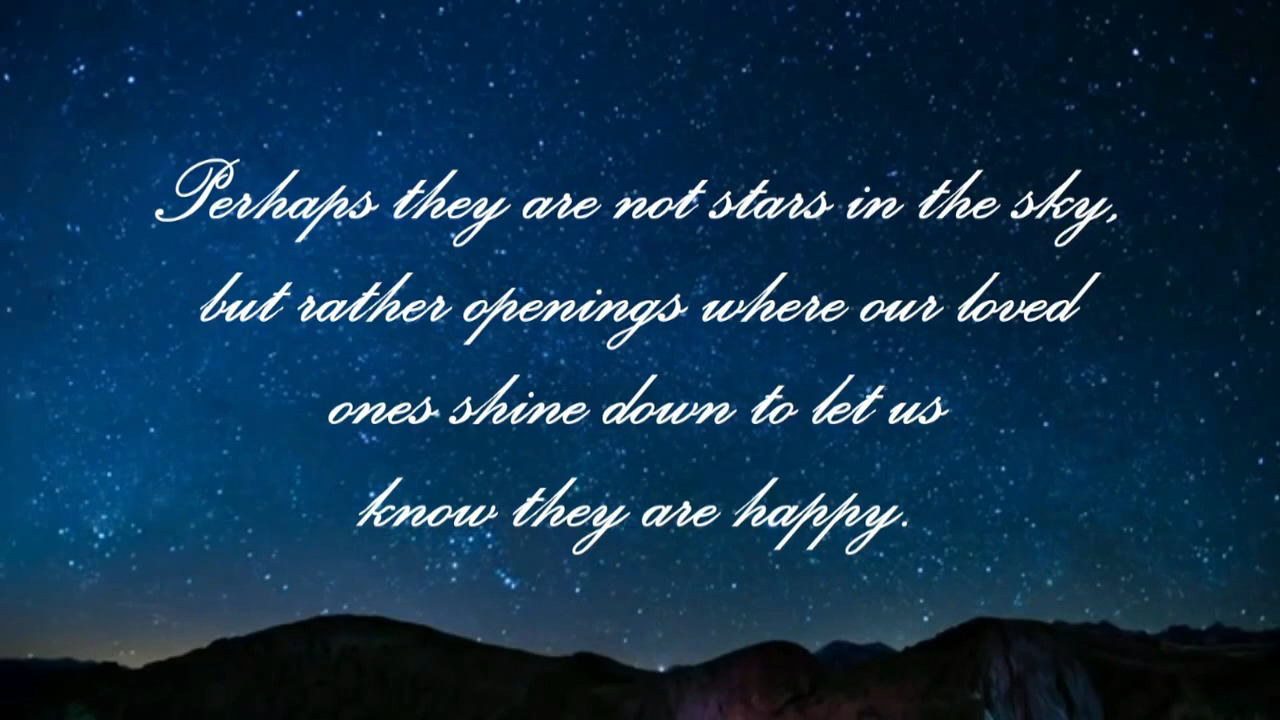 Perhaps they are not stars in the sky,
but rather openings where our loved
ones shine down to let us
know they are happy.